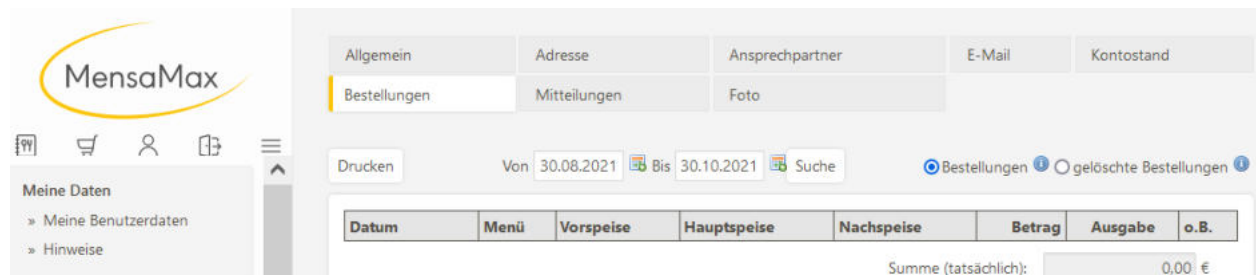 MensaMax
Meine Daten
» Meine Benutzerdaten
» Hinweise
Allgemein Adresse Ansprechpartner E-Mail Kontostand
Bestellungen Mitteilungen Foto
Drucken Von 30.08.2021 Bis 30.10.2021 Suche Bestellungen gelöschte Bestellungen
Datum Menü Vorspeise Hauptspeise Nachspeise Betrag Ausgabe o.B.
Summe (tatsächlich): 0,00 €